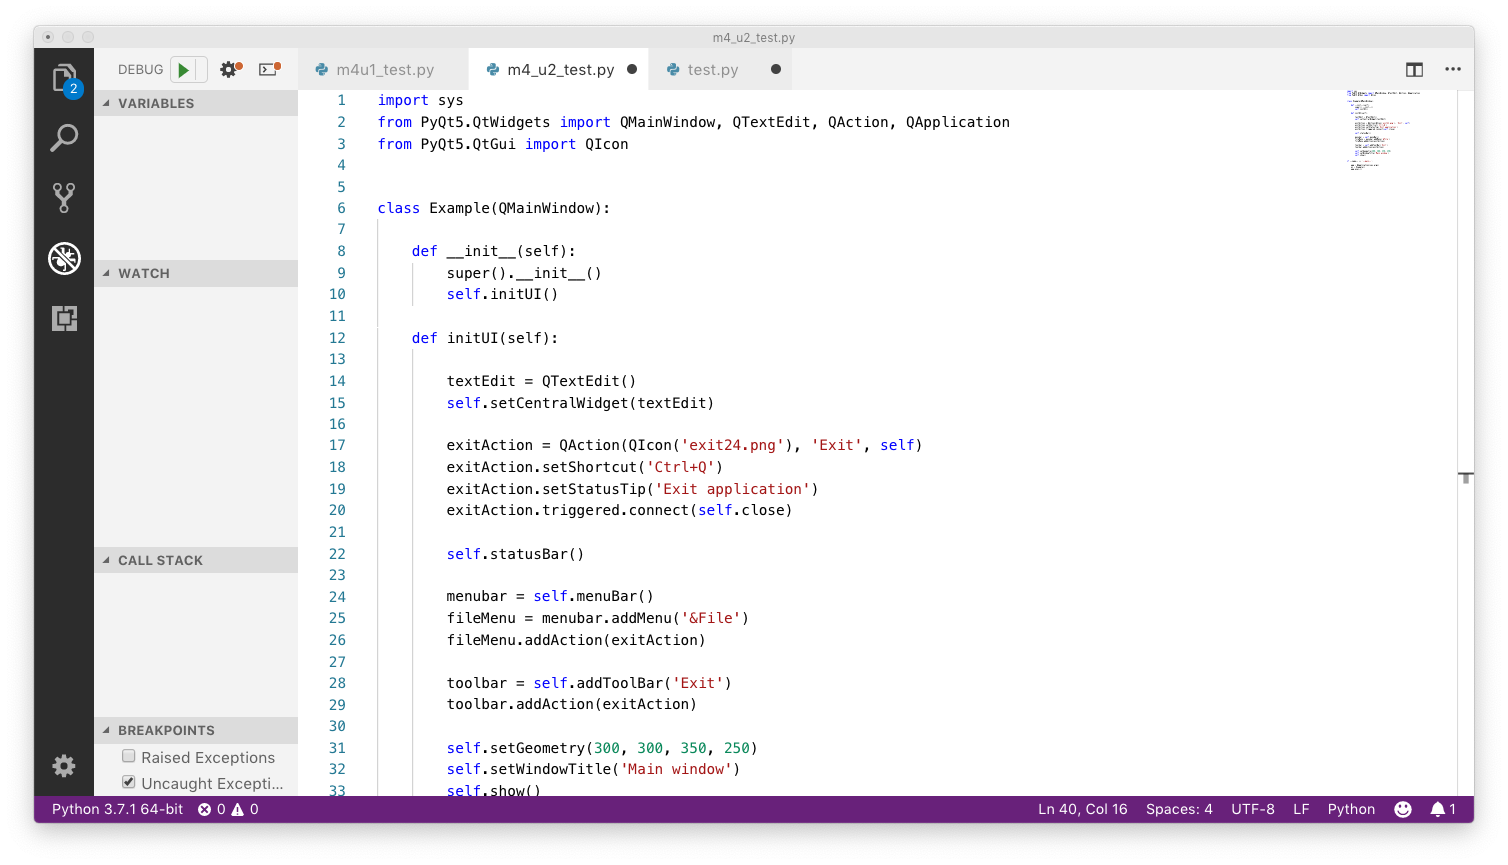 m4_u2_test.py
DEBUG
m4u1_test.py
m4_u2_test.py
test.py
2
VARIABLES
WATCH
CALL STACK
BREAKPOINTS
Raised Exceptions
Uncaught Excepti...
1 import sys
2 from PyQt5.QtWidgets import QMainWindow, QTextEdit, QAction, QApplication
3 from PyQt5.QtGui import QIcon
4
5
6 class Example(QMainWindow):
7
8     def __init__(self):
9         super().__init__()
10         self.initUI()
11
12     def initUI(self):
13
14         textEdit = QTextEdit()
15         self.setCentralWidget(textEdit)
16
17         exitAction = QAction(QIcon('exit24.png'), 'Exit', self)
18         exitAction.setShortcut('Ctrl+Q')
19         exitAction.setStatusTip('Exit application')
20         exitAction.triggered.connect(self.close)
21
22         self.statusBar()
23
24         menubar = self.menuBar()
25         fileMenu = menubar.addMenu('&File')
26         fileMenu.addAction(exitAction)
27
28         toolbar = self.addToolBar('Exit')
29         toolbar.addAction(exitAction)
30
31         self.setGeometry(300, 300, 350, 250)
32         self.setWindowTitle('Main window')
33         self.show()
Python 3.7.1 64-bit 0 0 Ln 40, Col 16 Spaces: 4 UTF-8 LF Python 1